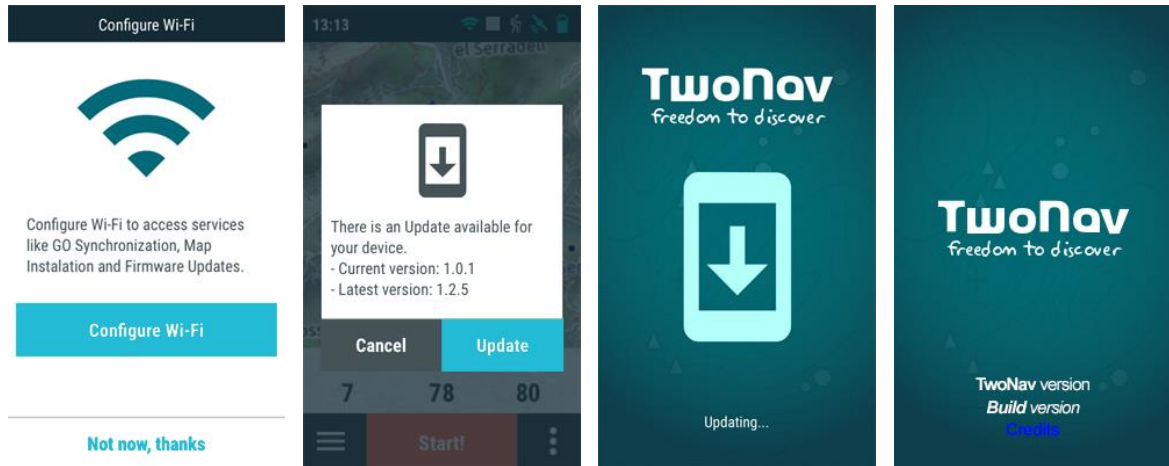 Configure Wi-Fi
Configure Wi-Fi to access services
like GO Synchronization, Map
Instalation and Firmware Updates.
Configure Wi-Fi
Not now, thanks
13:13
el Serradell
There is an Update available for
your device.
- Current version: 1.0.1
- Latest version: 1.2.5
Cancel
Update
7 78 80
Start!
TwoNav
freedom to discover
Updating...
TwoNav
freedom to discover
TwoNav version
Build version
Credits